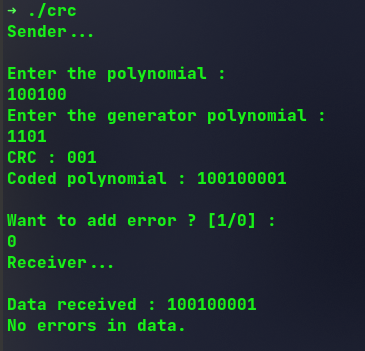 → ./crc
Sender...
Enter the polynomial :
100100
Enter the generator polynomial :
1101
CRC : 001
Coded polynomial : 100100001
Want to add error ? [1/0] :
0
Receiver...
Data received : 100100001
No errors in data.